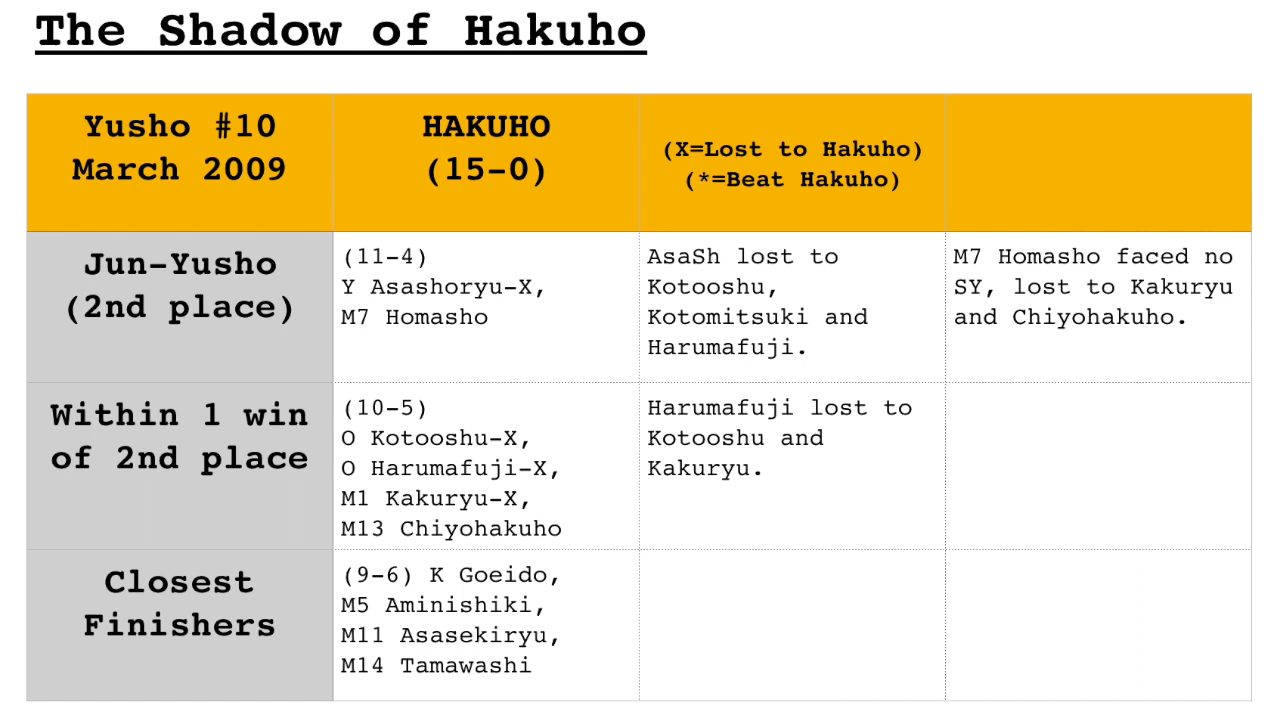 The Shadow of Hakuho
Yusho #10
March 2009
HAKUHO
(15-0)
(X=Lost to Hakuho)
(*=Beat Hakuho)
Jun-Yusho
(2nd place)
(11-4)
Y Asashoryu-X,
M7 Homasho
AsaSh lost to
Kotooshu,
Kotomitsuki and
Harumafuji.
M7 Homasho faced no
SY, lost to Kakuryu
and Chiyohakuho.
Within 1 win
of 2nd place
(10-5)
O Kotooshu-X,
O Harumafuji-X,
M1 Kakuryu-X,
M13 Chiyohakuho
Harumafuji lost to
Kotooshu and
Kakuryu.
Closest
Finishers
(9-6) K Goeido,
M5 Aminishiki,
M11 Asasekiryu,
M14 Tamawashi